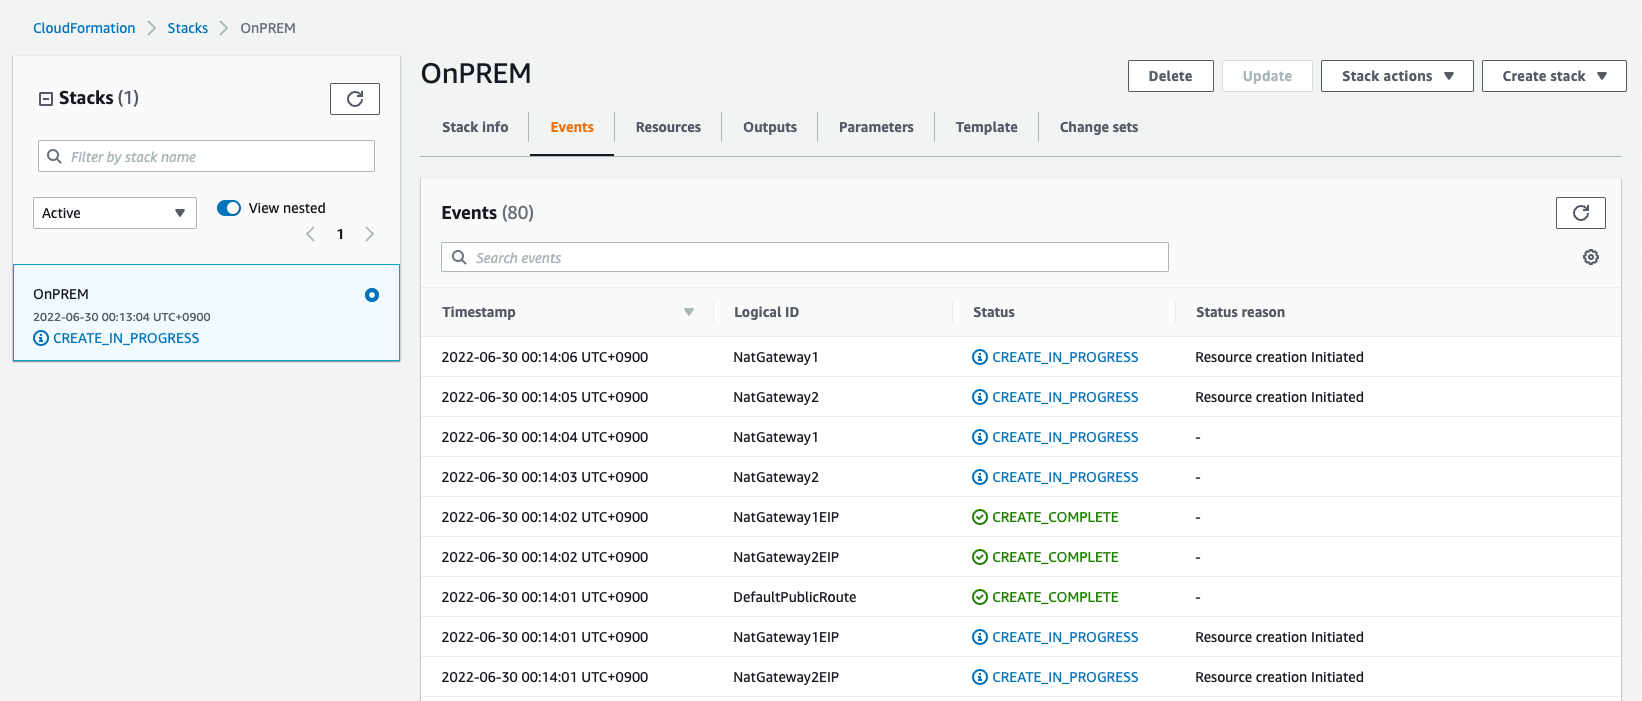 CloudFormation > Stacks > OnPREM
Stacks (1)
Filter by stack name
Active
View nested
1
OnPREM
2022-06-30 00:13:04 UTC+0900
CREATE_IN_PROGRESS
OnPREM
Delete Update Stack actions Create stack
Stack info Events Resources Outputs Parameters Template Change sets
Events (80)
Search events
Timestamp Logical ID Status Status reason
2022-06-30 00:14:06 UTC+0900 NatGateway1 CREATE_IN_PROGRESS Resource creation Initiated
2022-06-30 00:14:05 UTC+0900 NatGateway2 CREATE_IN_PROGRESS Resource creation Initiated
2022-06-30 00:14:04 UTC+0900 NatGateway1 CREATE_IN_PROGRESS -
2022-06-30 00:14:03 UTC+0900 NatGateway2 CREATE_IN_PROGRESS -
2022-06-30 00:14:02 UTC+0900 NatGateway1EIP CREATE_COMPLETE -
2022-06-30 00:14:02 UTC+0900 NatGateway2EIP CREATE_COMPLETE -
2022-06-30 00:14:01 UTC+0900 DefaultPublicRoute CREATE_COMPLETE -
2022-06-30 00:14:01 UTC+0900 NatGateway1EIP CREATE_IN_PROGRESS Resource creation Initiated
2022-06-30 00:14:01 UTC+0900 NatGateway2EIP CREATE_IN_PROGRESS Resource creation Initiated